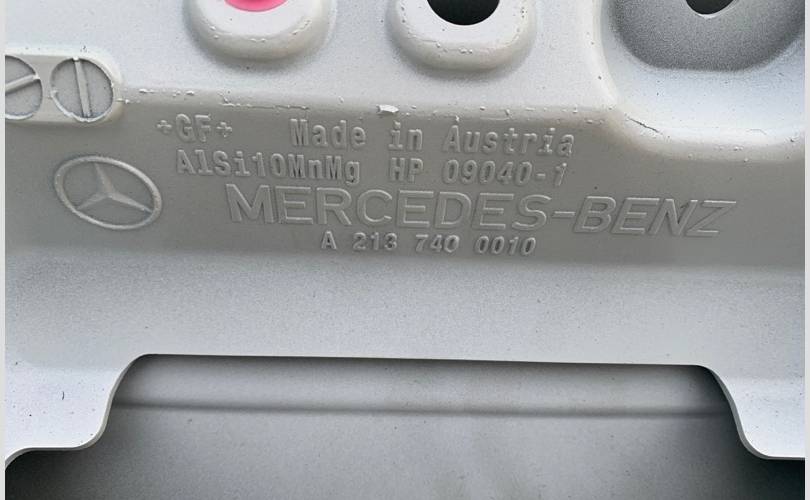 +GF+ Made in Austria
AlSi10MnMg HP 09040-1
MERCEDES-BENZ
A 213 740 0010